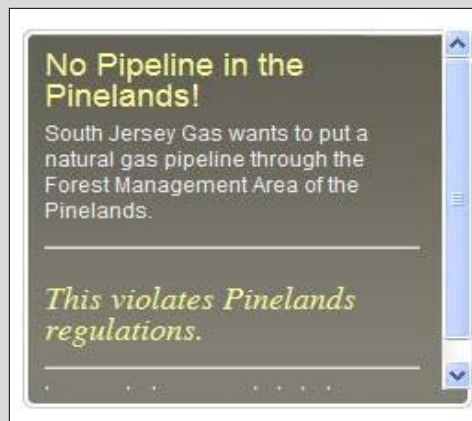 No Pipeline in the
Pinelands!
South Jersey Gas wants to put a
natural gas pipeline through the
Forest Management Area of the
Pinelands.
This violates Pinelands
regulations.